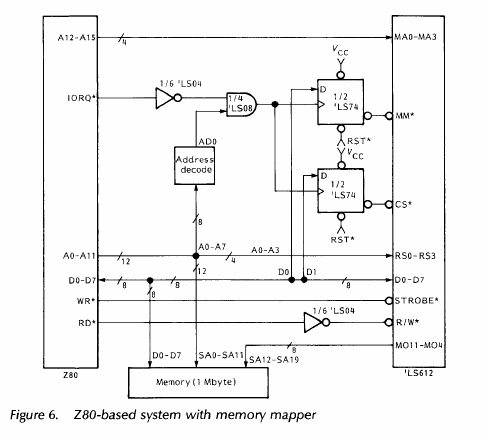 V CC
A12-A15
4
MA0-MA3
1/6 'LS04
1/4
'LS08
D
1/2
'LS74
IORQ*
MM*
AD0
RST*
V CC
Address
decode
D
1/2
'LS74
CS*
8
RST*
A0-A11
12
A0-A7
4
A0-A3
RS0-RS3
12
D0-D7
8
8
D0
D1
8
D0-D7
8
WR*
STROBE*
1/6 'LS04
RD*
R/W*
8
MO11-MO4
D0-D7
SA0-SA11
SA12-SA19
Z80
Memory (1 Mbyte)
'LS612
Figure 6. Z80-based system with memory mapper